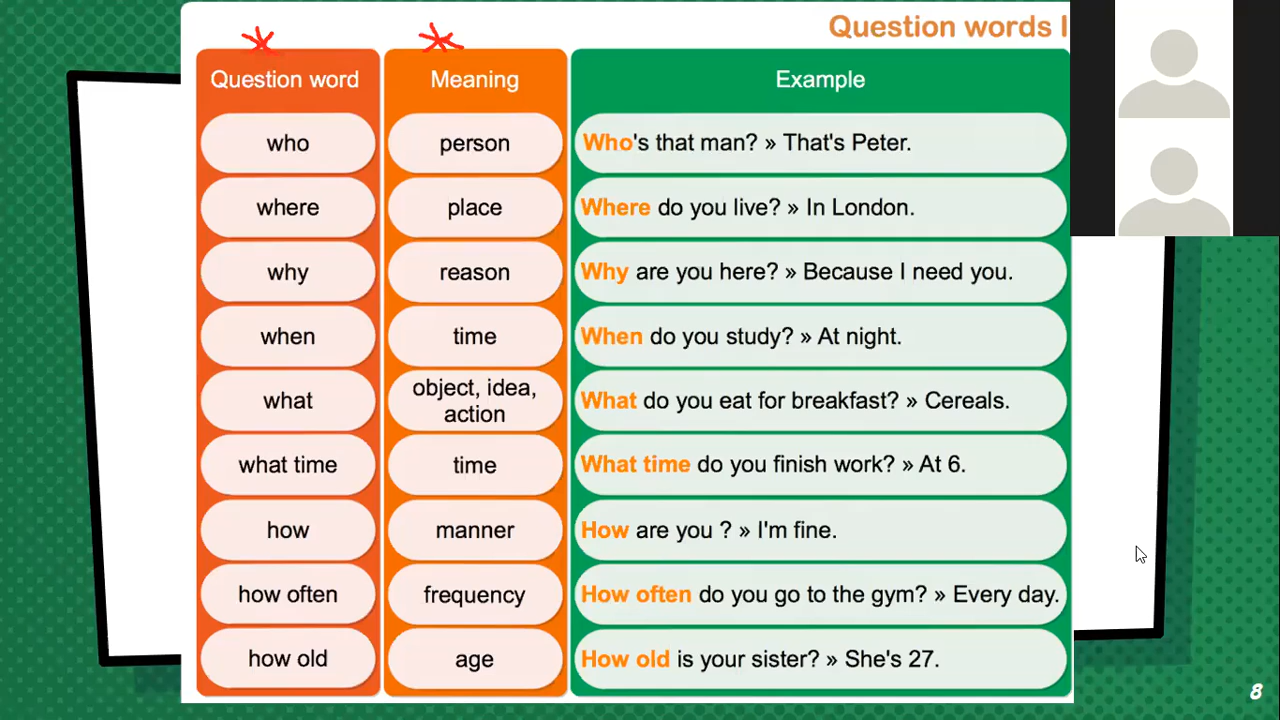 Question words I
Question word Meaning Example
who person Who's that man? » That's Peter.
where place Where do you live? » In London.
why reason Why are you here? » Because I need you.
when time When do you study? » At night.
what object, idea, action What do you eat for breakfast? » Cereals.
what time time What time do you finish work? » At 6.
how manner How are you ? » I'm fine.
how often frequency How often do you go to the gym? » Every day.
how old age How old is your sister? » She's 27.
8